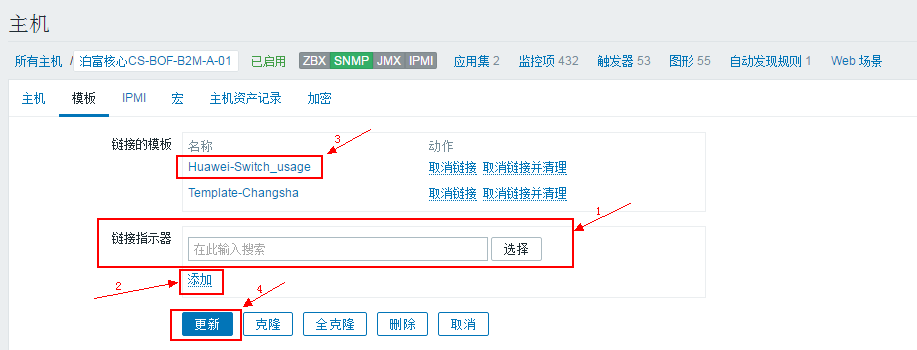 主机
所有主机 / 泊富核心CS-BOF-B2M-A-01 已启用 ZBX SNMP JMX IPMI 应用集 2 监控项 432 触发器 53 图形 55 自动发现规则 1 Web 场景
主机 模板 IPMI 宏 主机资产记录 加密
链接的模板 名称 动作 3
Huawei-Switch_usage 取消链接 取消链接并清理
Template-Changsha 取消链接 取消链接并清理
1
链接指示器 在此输入搜索 选择
2 添加 4
更新 克隆 全克隆 删除 取消